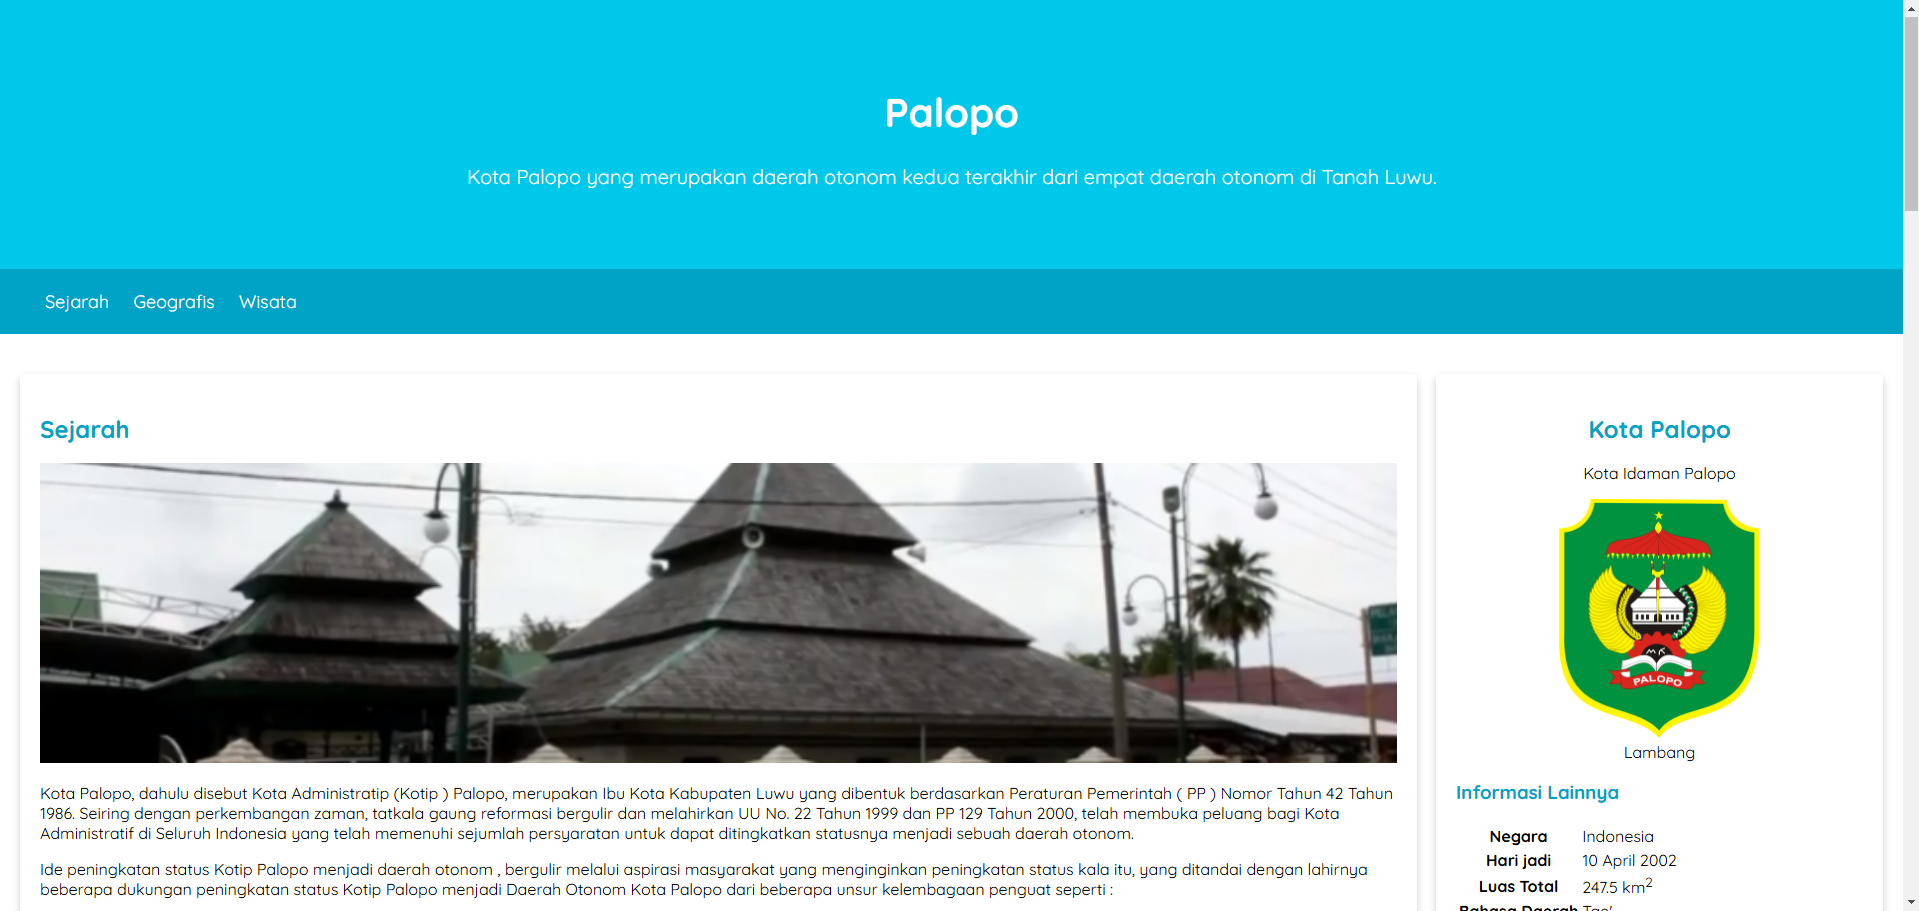 Palopo
Kota Palopo yang merupakan daerah otonom kedua terakhir dari empat daerah otonom di Tanah Luwu.
Sejarah Geografis Wisata
Sejarah
Kota Palopo, dahulu disebut Kota Administratip (Kotip ) Palopo, merupakan Ibu Kota Kabupaten Luwu yang dibentuk berdasarkan Peraturan Pemerintah ( PP ) Nomor Tahun 42 Tahun
1986. Seiring dengan perkembangan zaman, tatkala gaung reformasi bergulir dan melahirkan UU No. 22 Tahun 1999 dan PP 129 Tahun 2000, telah membuka peluang bagi Kota
Administratif di Seluruh Indonesia yang telah memenuhi sejumlah persyaratan untuk dapat ditingkatkan statusnya menjadi sebuah daerah otonom.
Ide peningkatan status Kotip Palopo menjadi daerah otonom , bergulir melalui aspirasi masyarakat yang menginginkan peningkatan status kala itu, yang ditandai dengan lahirnya
beberapa dukungan peningkatan status Kotip Palopo menjadi Daerah Otonom Kota Palopo dari beberapa unsur kelembagaan penguat seperti :
Kota Palopo
Kota Idaman Palopo
MK
PALOPO
Lambang
Informasi Lainnya
Negara Indonesia
Hari jadi 10 April 2002
Luas Total 247.5 km2
Bahasa Daerah Tae'